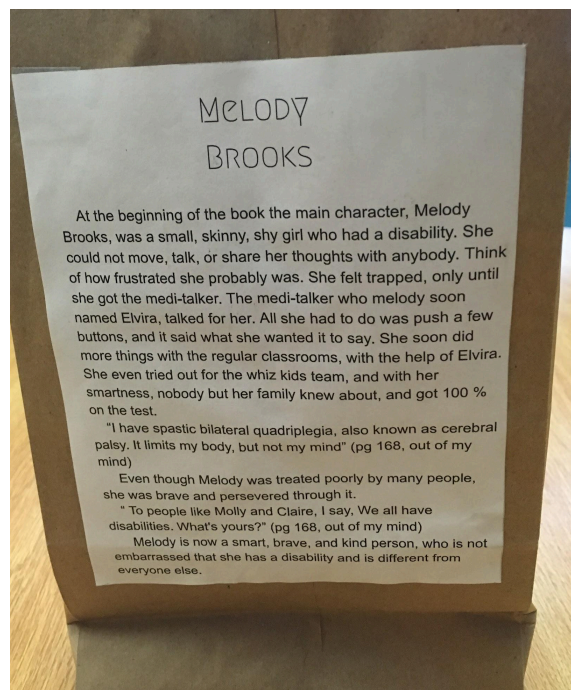 MeLODY
BROOKS
At the beginning of the book the main character, Melody
Brooks, was a small, skinny, shy girl who had a disability. She
could not move, talk, or share her thoughts with anybody. Think
of how frustrated she probably was. She felt trapped, only until
she got the medi-talker. The medi-talker who melody soon
named Elvira, talked for her. All she had to do was push a few
buttons, and it said what she wanted it to say. She soon did
more things with the regular classrooms, with the help of Elvira.
She even tried out for the whiz kids team, and with her
smartness, nobody but her family knew about, and got 100 %
on the test.
"I have spastic bilateral quadriplegia, also known as cerebral
palsy. It limits my body, but not my mind" (pg 168, out of my
mind)
Even though Melody was treated poorly by many people,
she was brave and persevered through it.
" To people like Molly and Claire, I say, We all have
disabilities. What's yours?" (pg 168, out of my mind)
Melody is now a smart, brave, and kind person, who is not
embarrassed that she has a disability and is different from
everyone else.